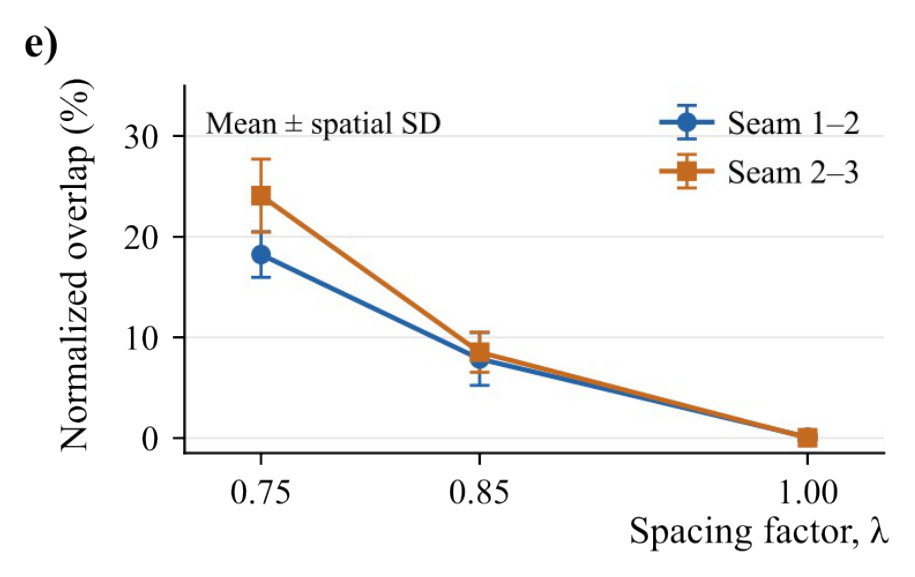 e)
Normalized overlap (%)
Mean ± spatial SD
Seam 1–2
Seam 2–3
30
20
10
0
0.75
0.85
1.00
Spacing factor, λ